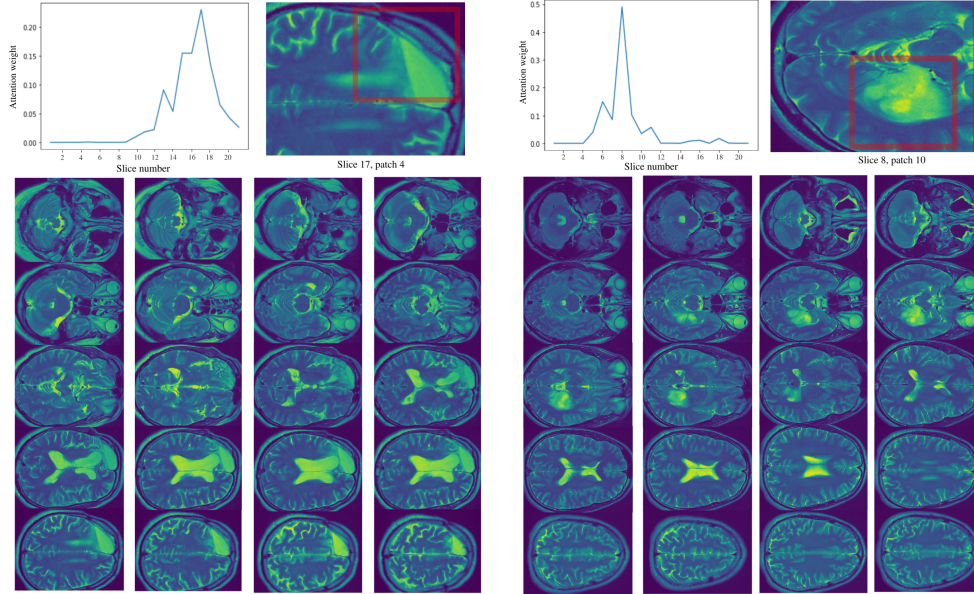 Attention weight
0.20
0.15
0.10
0.05
0.00
2 4 6 8 10 12 14 16 18 20
Slice number
Slice 17, patch 4
Attention weight
0.5
0.4
0.3
0.2
0.1
0.0
2 4 6 8 10 12 14 16 18 20
Slice number
Slice 8, patch 10